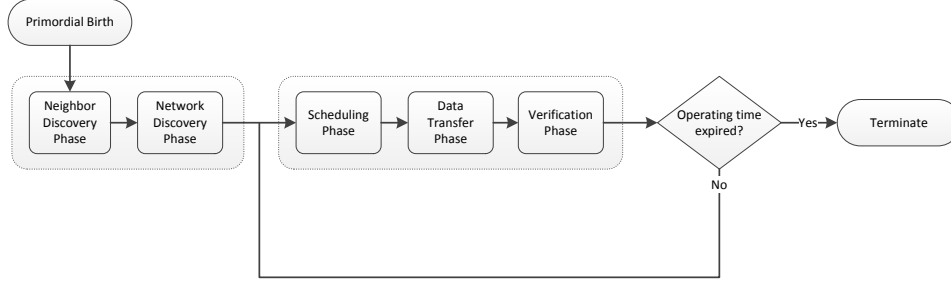 Primordial Birth
Neighbor
Discovery
Phase
Network
Discovery
Phase
Scheduling
Phase
Data
Transfer
Phase
Verification
Phase
Operating time
expired?
Yes
Terminate
No